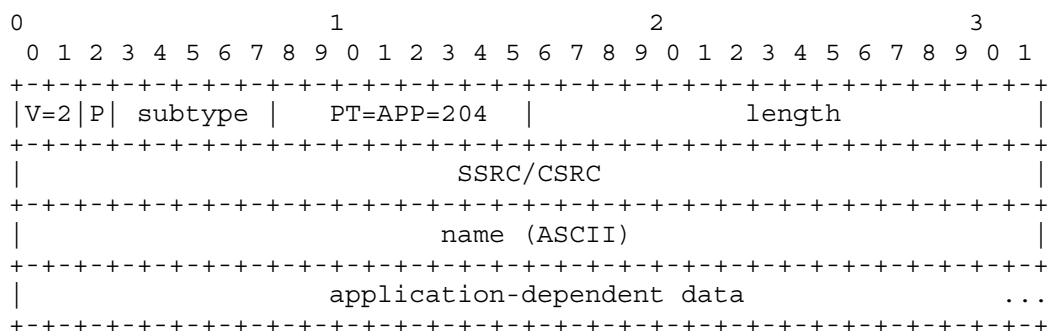 0                   1                   2                   3
 0 1 2 3 4 5 6 7 8 9 0 1 2 3 4 5 6 7 8 9 0 1 2 3 4 5 6 7 8 9 0 1
+-+-+-+-+-+-+-+-+-+-+-+-+-+-+-+-+-+-+-+-+-+-+-+-+-+-+-+-+-+-+-+-+
|V=2|P| subtype |   PT=APP=204  |             length            |
+-+-+-+-+-+-+-+-+-+-+-+-+-+-+-+-+-+-+-+-+-+-+-+-+-+-+-+-+-+-+-+-+
|                           SSRC/CSRC                           |
+-+-+-+-+-+-+-+-+-+-+-+-+-+-+-+-+-+-+-+-+-+-+-+-+-+-+-+-+-+-+-+-+
|                          name (ASCII)                         |
+-+-+-+-+-+-+-+-+-+-+-+-+-+-+-+-+-+-+-+-+-+-+-+-+-+-+-+-+-+-+-+-+
|                   application-dependent data                ...
+-+-+-+-+-+-+-+-+-+-+-+-+-+-+-+-+-+-+-+-+-+-+-+-+-+-+-+-+-+-+-+-+